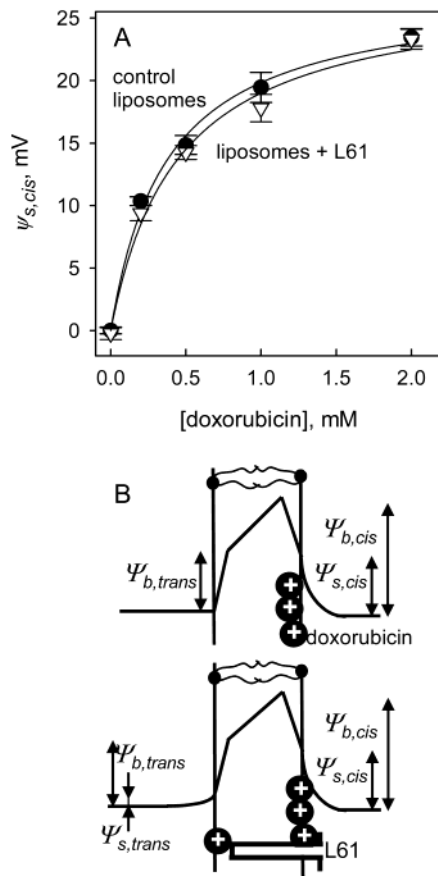 A
25
20
15
10
5
0
control
liposomes
liposomes + L61
ψs,cis, mV
0.0 0.5 1.0 1.5 2.0
[doxorubicin], mM
B
Ψb,trans
Ψb,cis
Ψs,cis
+
+
+
doxorubicin
Ψb,trans
Ψs,trans
Ψb,cis
Ψs,cis
+
+
+ +
L61